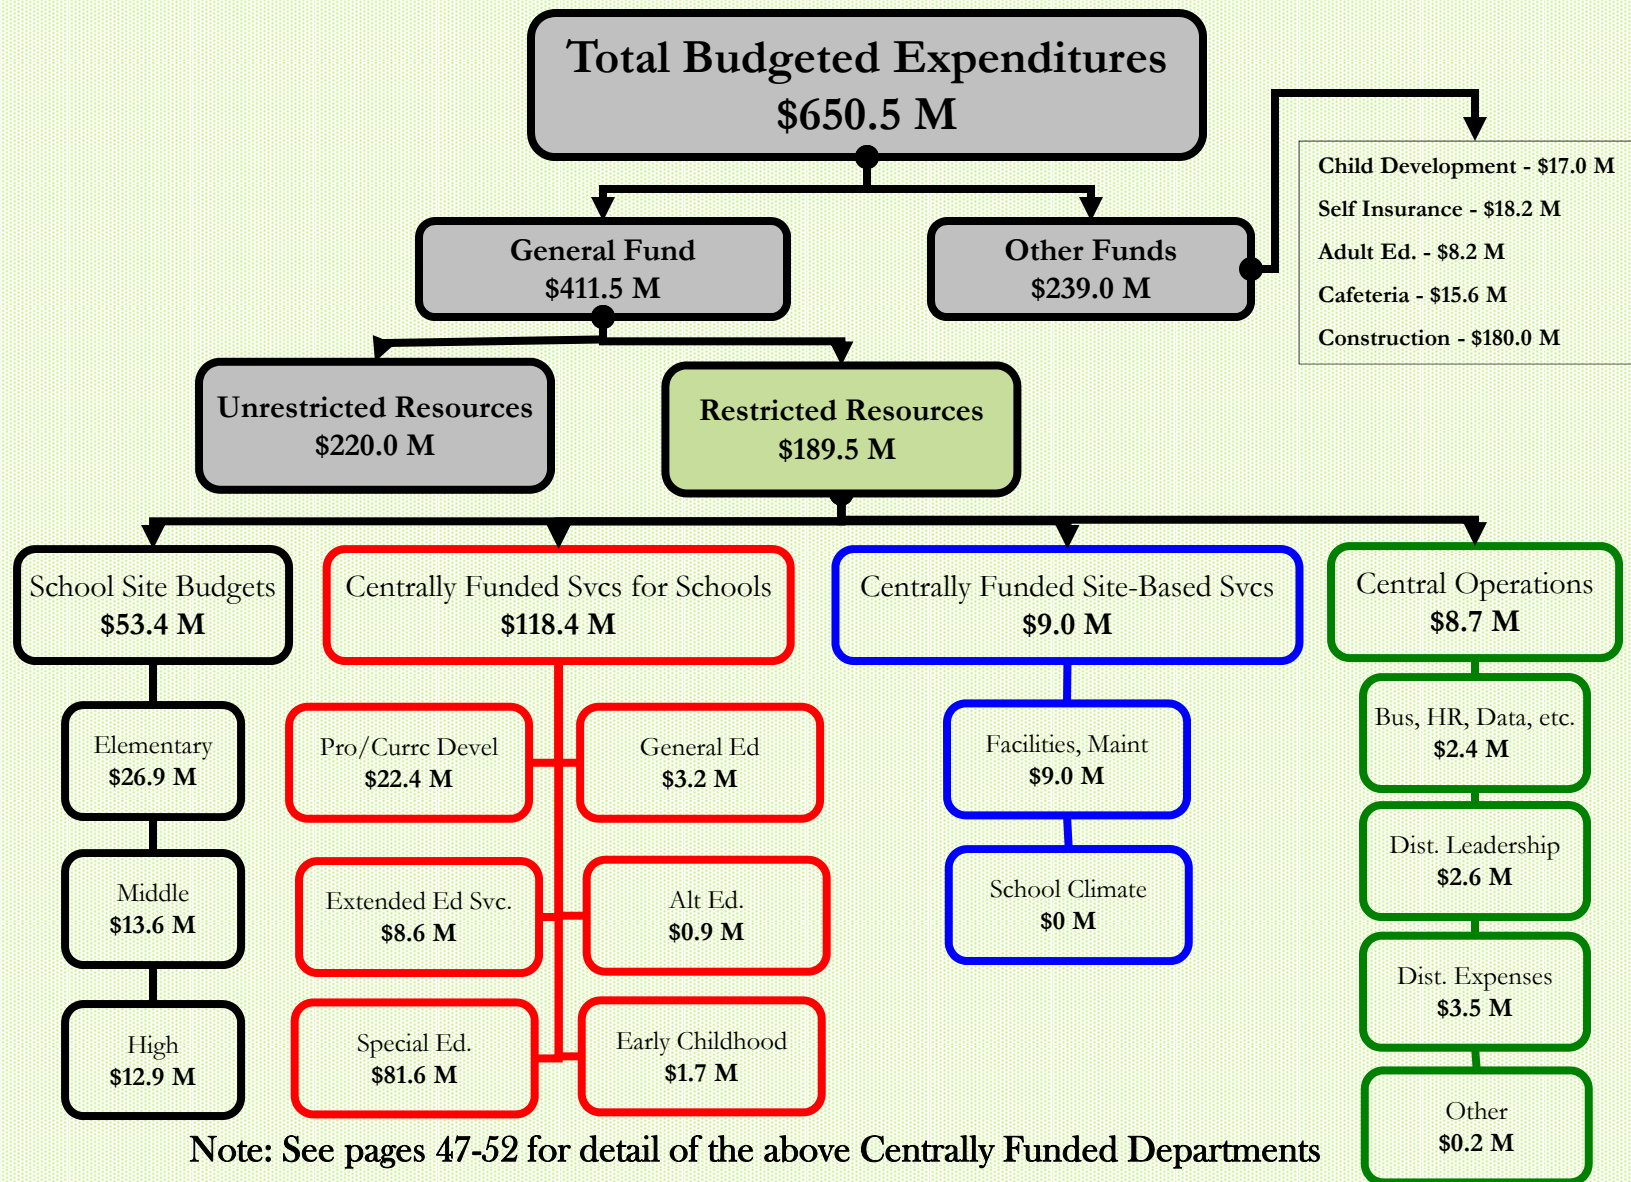 Total Budgeted Expenditures
$650.5 M
Child Development - $17.0 M
Self Insurance - $18.2 M
Adult Ed. - $8.2 M
Cafeteria - $15.6 M
Construction - $180.0 M
General Fund
$411.5 M
Other Funds
$239.0 M
Unrestricted Resources
$220.0 M
Restricted Resources
$189.5 M
School Site Budgets
$53.4 M
Centrally Funded Svcs for Schools
$118.4 M
Centrally Funded Site-Based Svcs
$9.0 M
Central Operations
$8.7 M
Elementary
$26.9 M
Middle
$13.6 M
High
$12.9 M
Pro/Currc Devel
$22.4 M
General Ed
$3.2 M
Extended Ed Svc.
$8.6 M
Alt Ed.
$0.9 M
Special Ed.
$81.6 M
Early Childhood
$1.7 M
Facilities, Maint
$9.0 M
School Climate
$0 M
Bus, HR, Data, etc.
$2.4 M
Dist. Leadership
$2.6 M
Dist. Expenses
$3.5 M
Other
$0.2 M
Note: See pages 47-52 for detail of the above Centrally Funded Departments